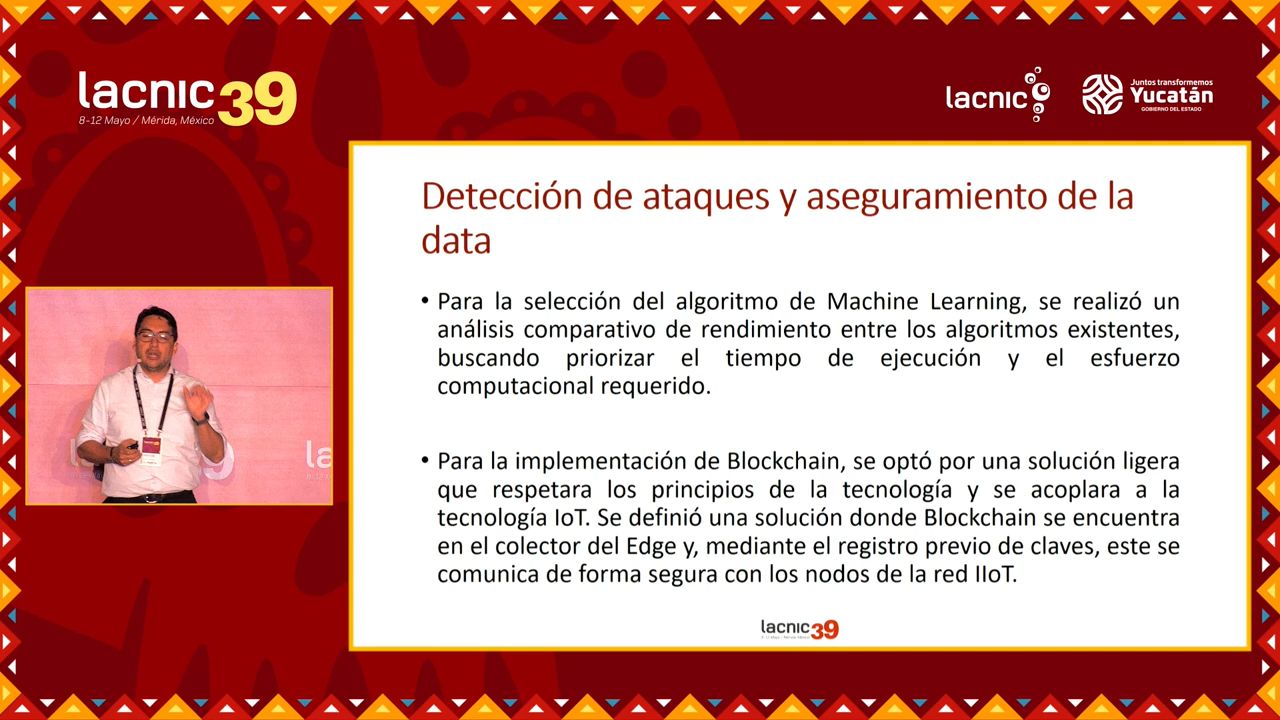 lacnic 39
8-12 Mayo / Mérida, México
lacnic
Juntos transformemos
Yucatán
GOBIERNO DEL ESTADO
Detección de ataques y aseguramiento de la
data
• Para la selección del algoritmo de Machine Learning, se realizó un
análisis comparativo de rendimiento entre los algoritmos existentes,
buscando priorizar el tiempo de ejecución y el esfuerzo
computacional requerido.
• Para la implementación de Blockchain, se optó por una solución ligera
que respetara los principios de la tecnología y se acoplara a la
tecnología IoT. Se definió una solución donde Blockchain se encuentra
en el colector del Edge y, mediante el registro previo de claves, este se
comunica de forma segura con los nodos de la red IIoT.
la
lacnic 39